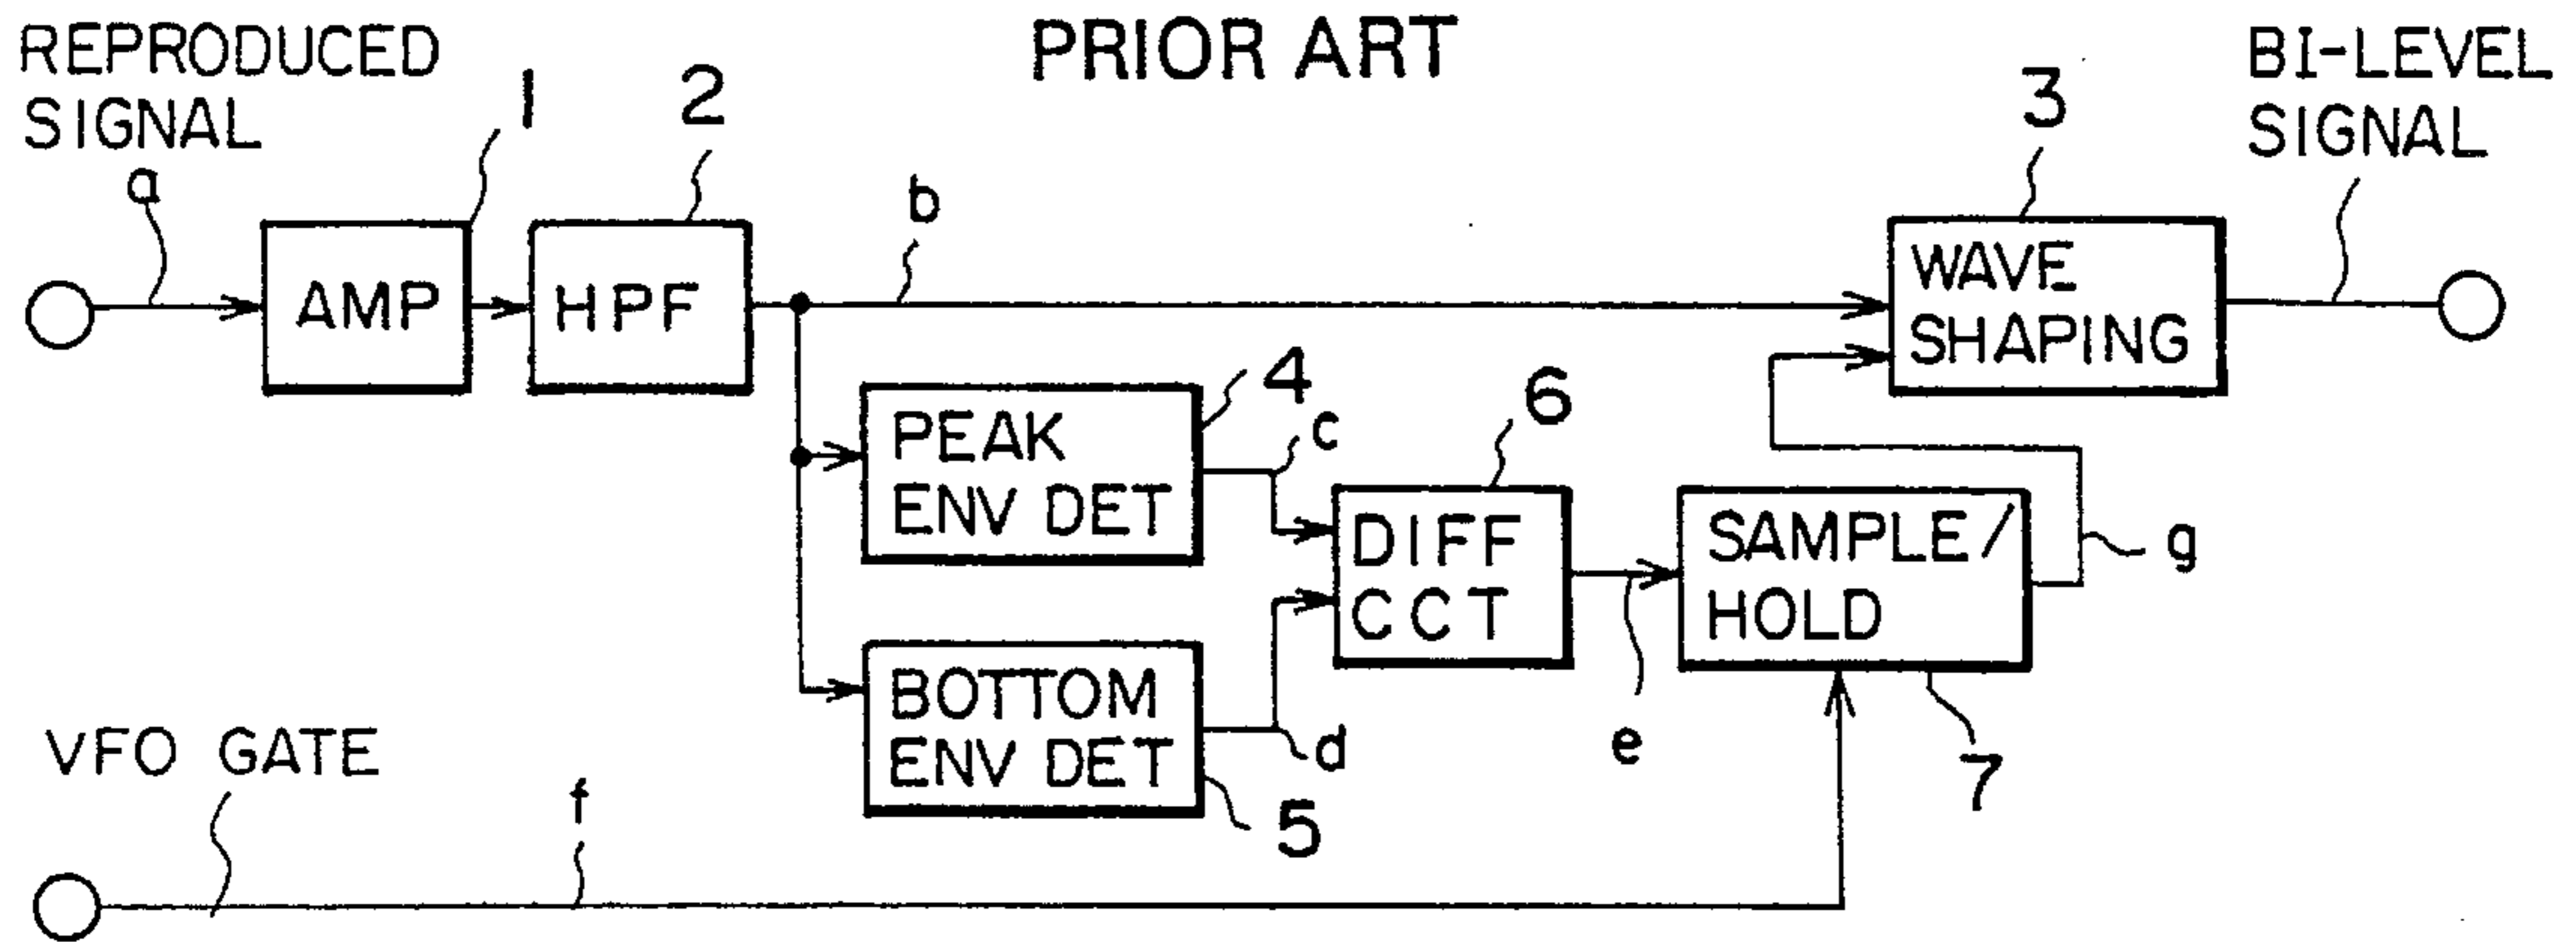 PRIOR ART
REPRODUCED
SIGNAL
a
1
2
b
3
BI-LEVEL
SIGNAL
AMP
HPF
WAVE
SHAPING
4
PEAK
ENV DET
c
6
DIFF
CCT
SAMPLE/
HOLD
g
BOTTOM
ENV DET
d
5
e
7
VFO GATE
f